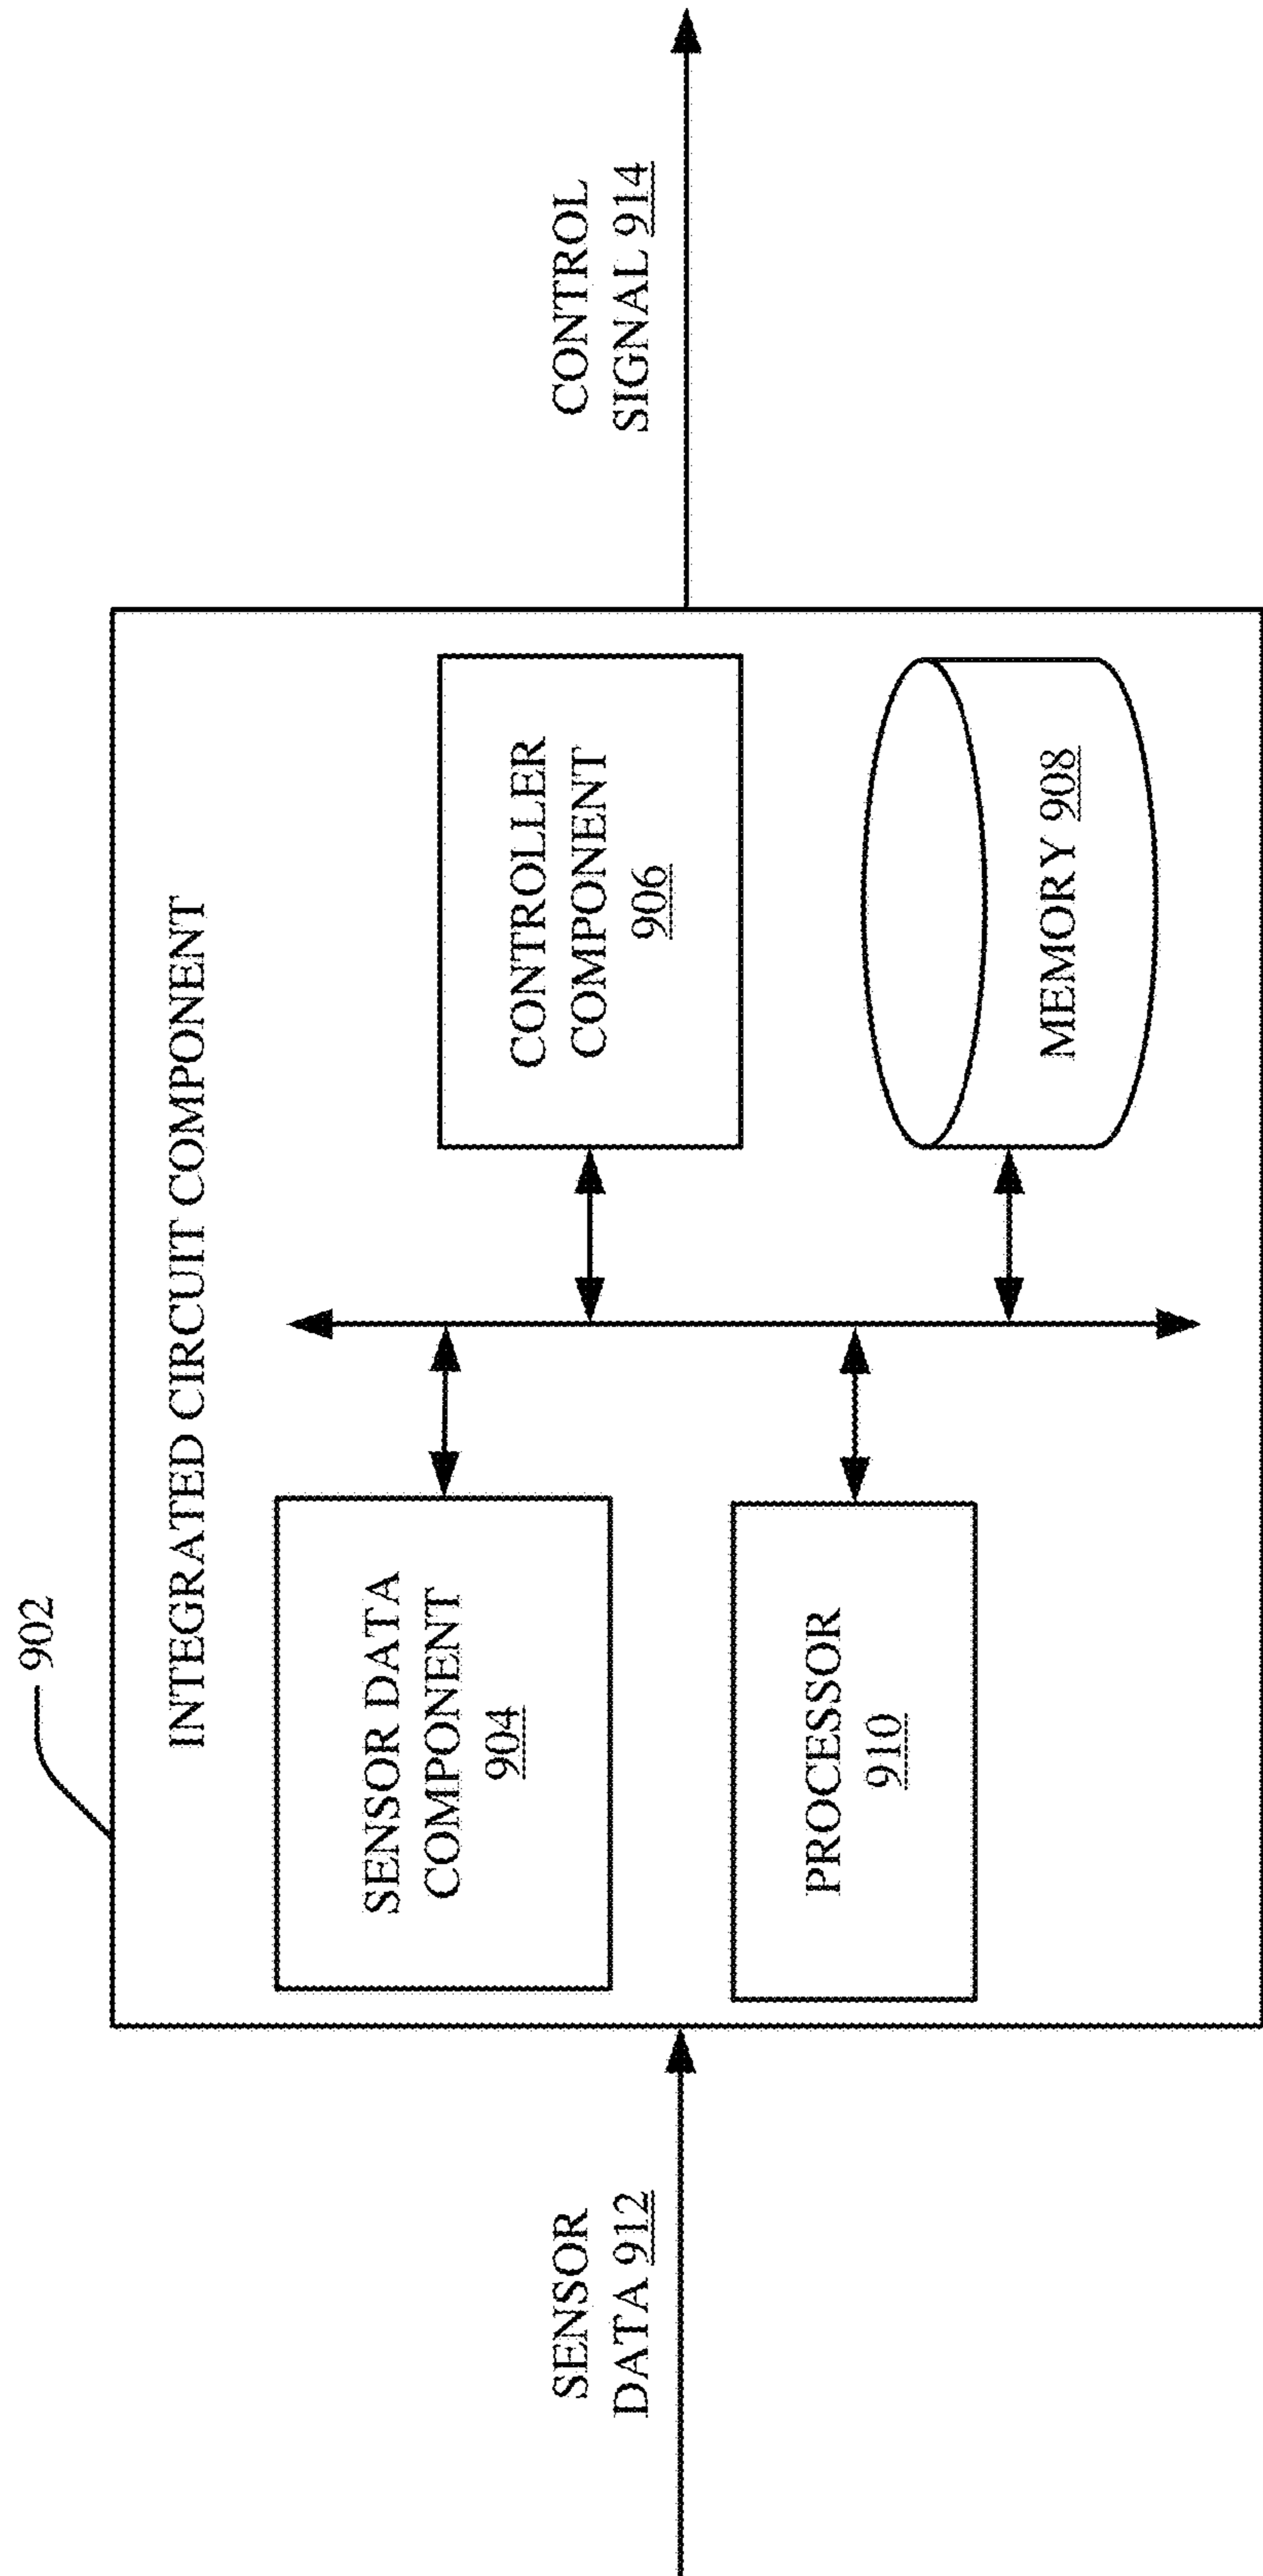 902
INTEGRATED CIRCUIT COMPONENT
SENSOR DATA
COMPONENT
904
CONTROLLER
COMPONENT
906
SENSOR
DATA 912
CONTROL
SIGNAL 914
PROCESSOR
910
MEMORY 908